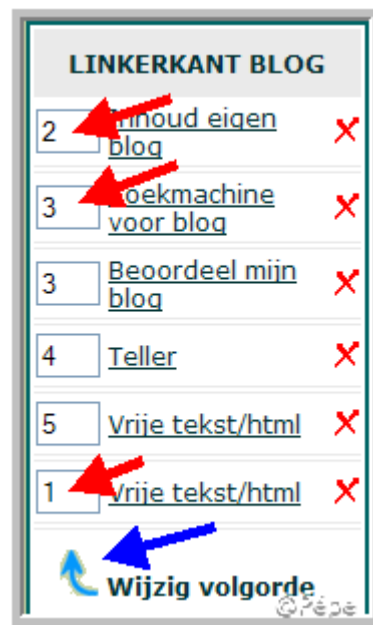 LINKERKANT BLOG
2 Inhoud eigen
blog
3 Zoekmachine
voor blog
3 Beoordeel mijn
blog
4 Teller
5 Vrije tekst/html
1 Vrije tekst/html
Wijzig volgorde
©Pépe